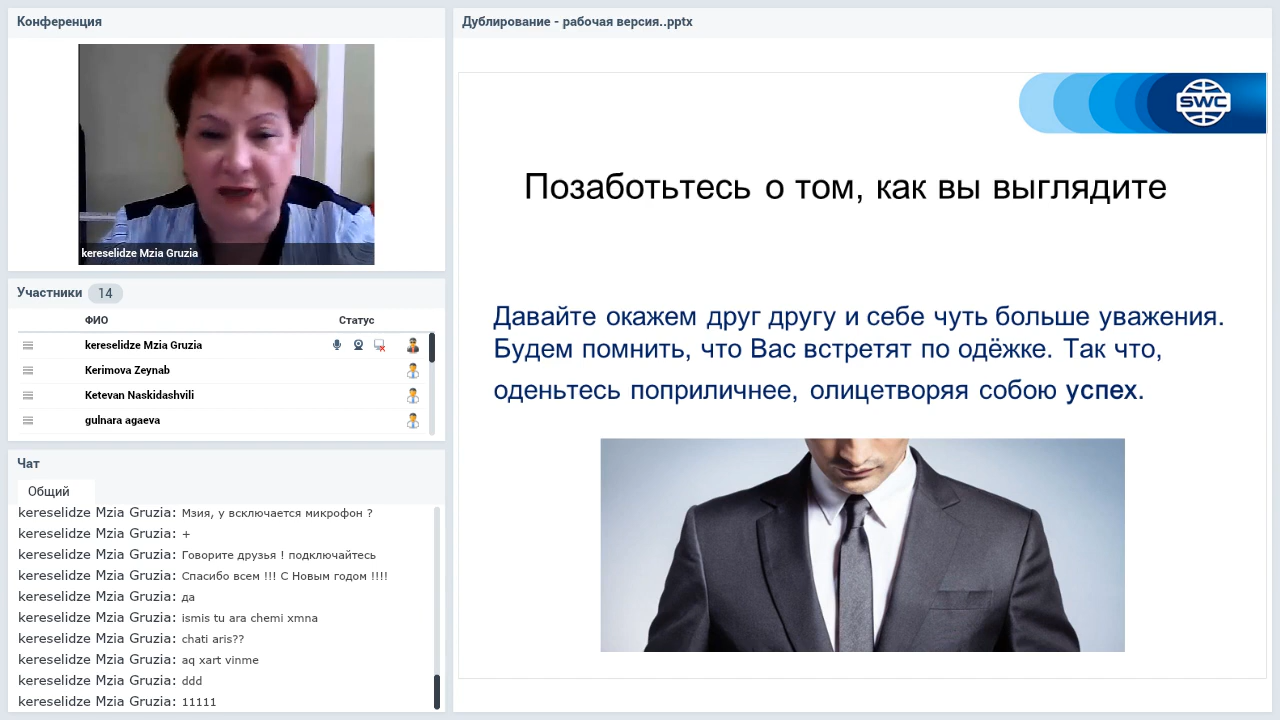 Конференция
kereselidze Mzia Gruzia
Участники 14
ФИО Статус
kereselidze Mzia Gruzia
Kerimova Zeynab
Ketevan Naskidashvili
gulnara agaeva
Чат
Общий
kereselidze Mzia Gruzia: Мзия, у всключается микрофон ?
kereselidze Mzia Gruzia: +
kereselidze Mzia Gruzia: Говорите друзья ! подключайтесь
kereselidze Mzia Gruzia: Спасибо всем !!! С Новым годом !!!!
kereselidze Mzia Gruzia: да
kereselidze Mzia Gruzia: ismis tu ara chemi xmna
kereselidze Mzia Gruzia: chati aris??
kereselidze Mzia Gruzia: aq xart vinme
kereselidze Mzia Gruzia: ddd
kereselidze Mzia Gruzia: 11111
Дублирование - рабочая версия..pptx
SWC
Позаботьтесь о том, как вы выглядите
Давайте окажем друг другу и себе чуть больше уважения.
Будем помнить, что Вас встретят по одёжке. Так что,
оденьтесь поприличнее, олицетворяя собою успех.